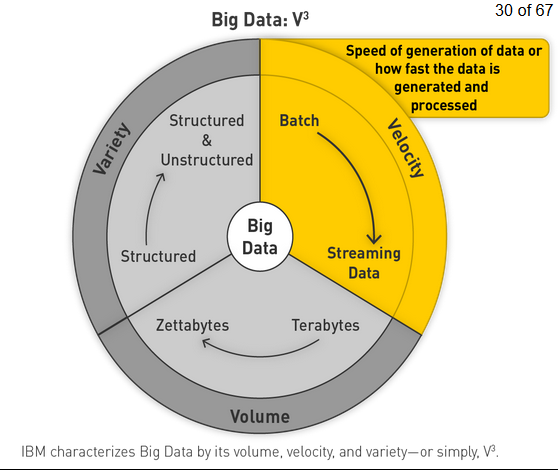 30 of 67
Big Data: V³
Speed of generation of data or
how fast the data is
generated and
processed
Variety
Structured
&
Unstructured
Structured
Batch
Velocity
Streaming
Data
Big
Data
Zettabytes
Terabytes
Volume
IBM characterizes Big Data by its volume, velocity, and variety—or simply, V³.